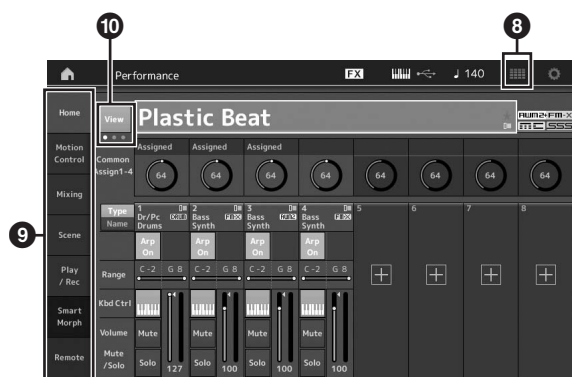 10
8
Performance
FX
140
9
Home
View
Plastic Beat
AWM2+FM-X
Motion Control
Common Assign1-4
Assigned
Assigned
Assigned
64
64
64
64
64
64
64
64
Mixing
Type
Name
1
Dr/Pc
Drums
2
Bass
Synth
3
Bass
Synth
4
Bass
Synth
5
6
7
8
Scene
Arp On
Arp On
Arp On
Arp On
Play / Rec
Range
C -2 G 8
C -2 G 8
C -2 G 8
C -2 G 8
Smart Morph
Kbd Ctrl
Volume
Mute
Mute
Mute
Mute
Remote
Mute /Solo
Solo
127
Solo
100
Solo
100
Solo
100